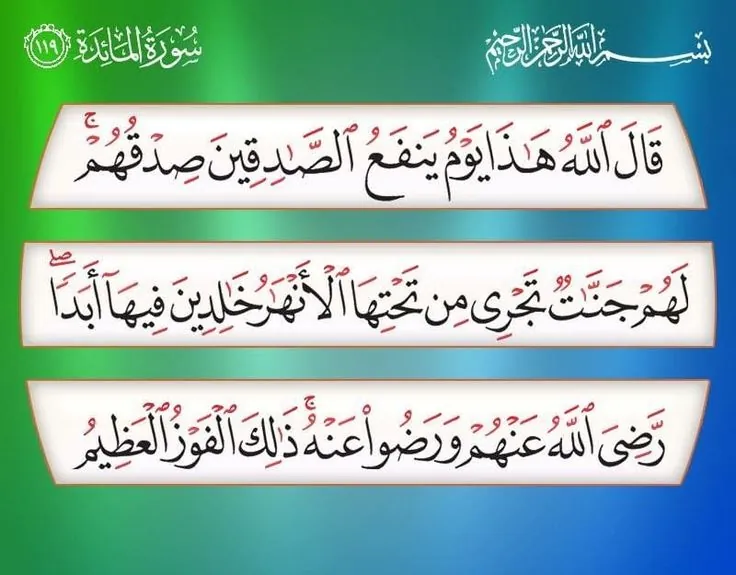 بِسْمِ ٱللَّهِ ٱلرَّحْمَٰنِ ٱلرَّحِيمِ
سُورَةُ المَائِدَة ١١٩
قَالَ ٱللَّهُ هَٰذَا يَوْمُ يَنفَعُ ٱلصَّٰدِقِينَ صِدْقُهُمْ ۚ
لَهُمْ جَنَّٰتٌ تَجْرِى مِن تَحْتِهَا ٱلْأَنْهَٰرُ خَٰلِدِينَ فِيهَآ أَبَدًا ۖ
رَّضِىَ ٱللَّهُ عَنْهُمْ وَرَضُوا۟ عَنْهُ ۚ ذَٰلِكَ ٱلْفَوْزُ ٱلْعَظِيمُ